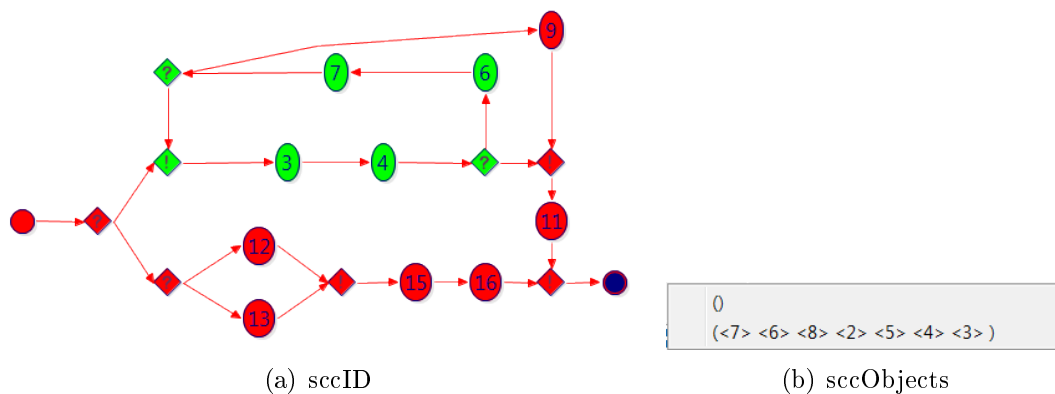 9
? 7 6
! 3 4 ? !
? 11
12
? ! 15 16 !
13
()
(<7> <6> <8> <2> <5> <4> <3> )
(a) sccID (b) sccObjects